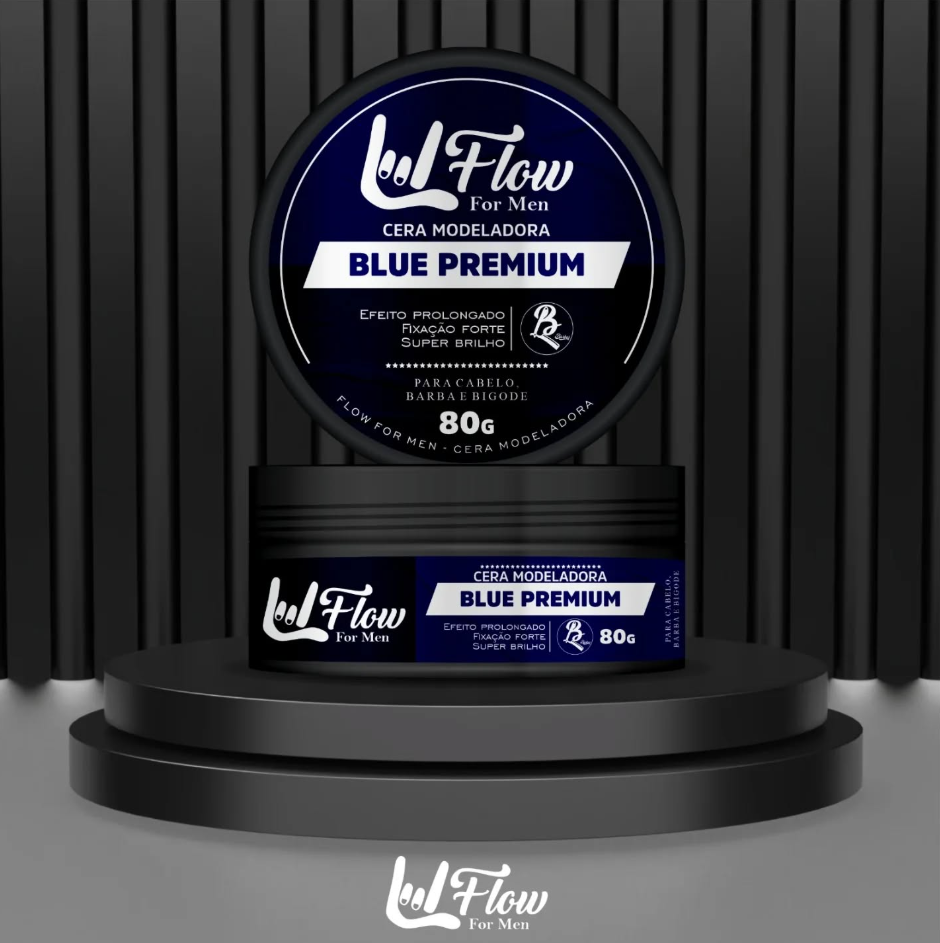 Flow
For Men
CERA MODELADORA
BLUE PREMIUM
EFEITO PROLONGADO
FIXAÇÃO FORTE
SUPER BRILHO
PARA CABELO,
BARBA E BIGODE
80G
FLOW FOR MEN - CERA MODELADORA
Flow
For Men
CERA MODELADORA
BLUE PREMIUM
EFEITO PROLONGADO
FIXAÇÃO FORTE
SUPER BRILHO
80G
PARA CABELO,
BARBA E BIGODE
Flow
For Men